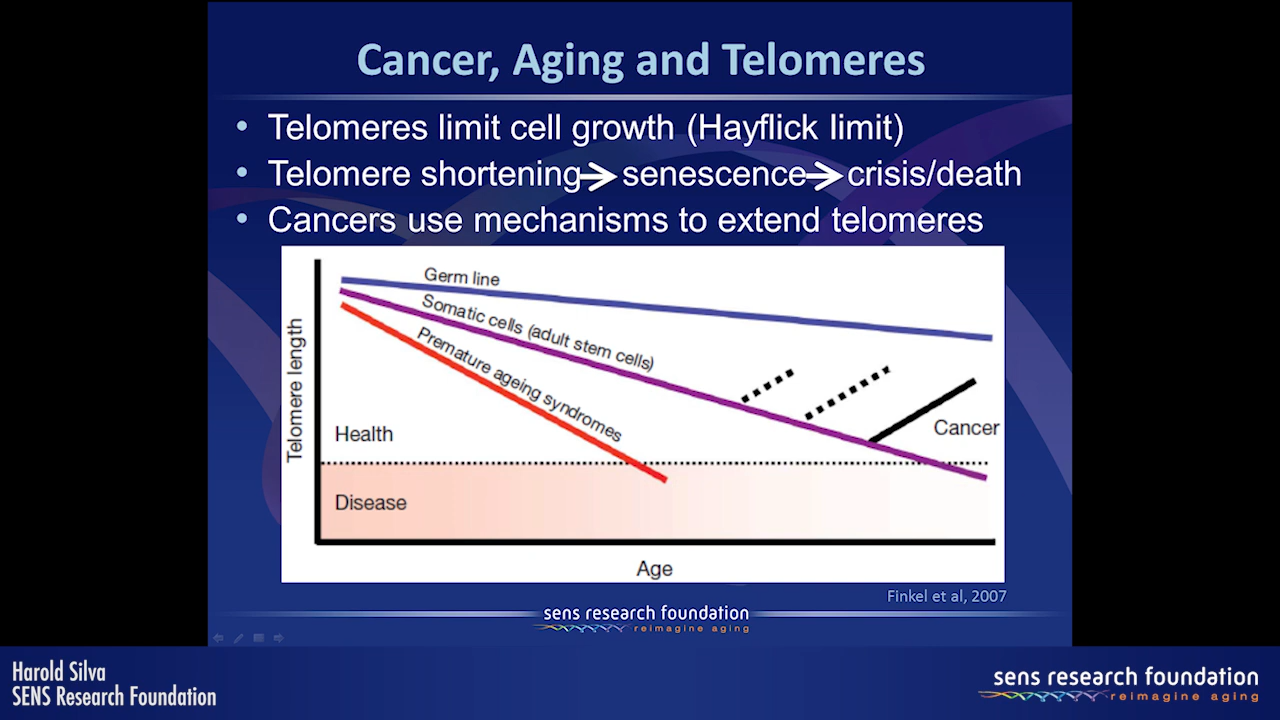 Cancer, Aging and Telomeres
• Telomeres limit cell growth (Hayflick limit)
• Telomere shortening → senescence → crisis/death
• Cancers use mechanisms to extend telomeres
Germ line
Somatic cells (adult stem cells)
Premature ageing syndromes
Telomere length
Health
Cancer
Disease
Age
Finkel et al, 2007
sens research foundation
reimagine aging
Harold Silva
SENS Research Foundation
sens research foundation
reimagine aging